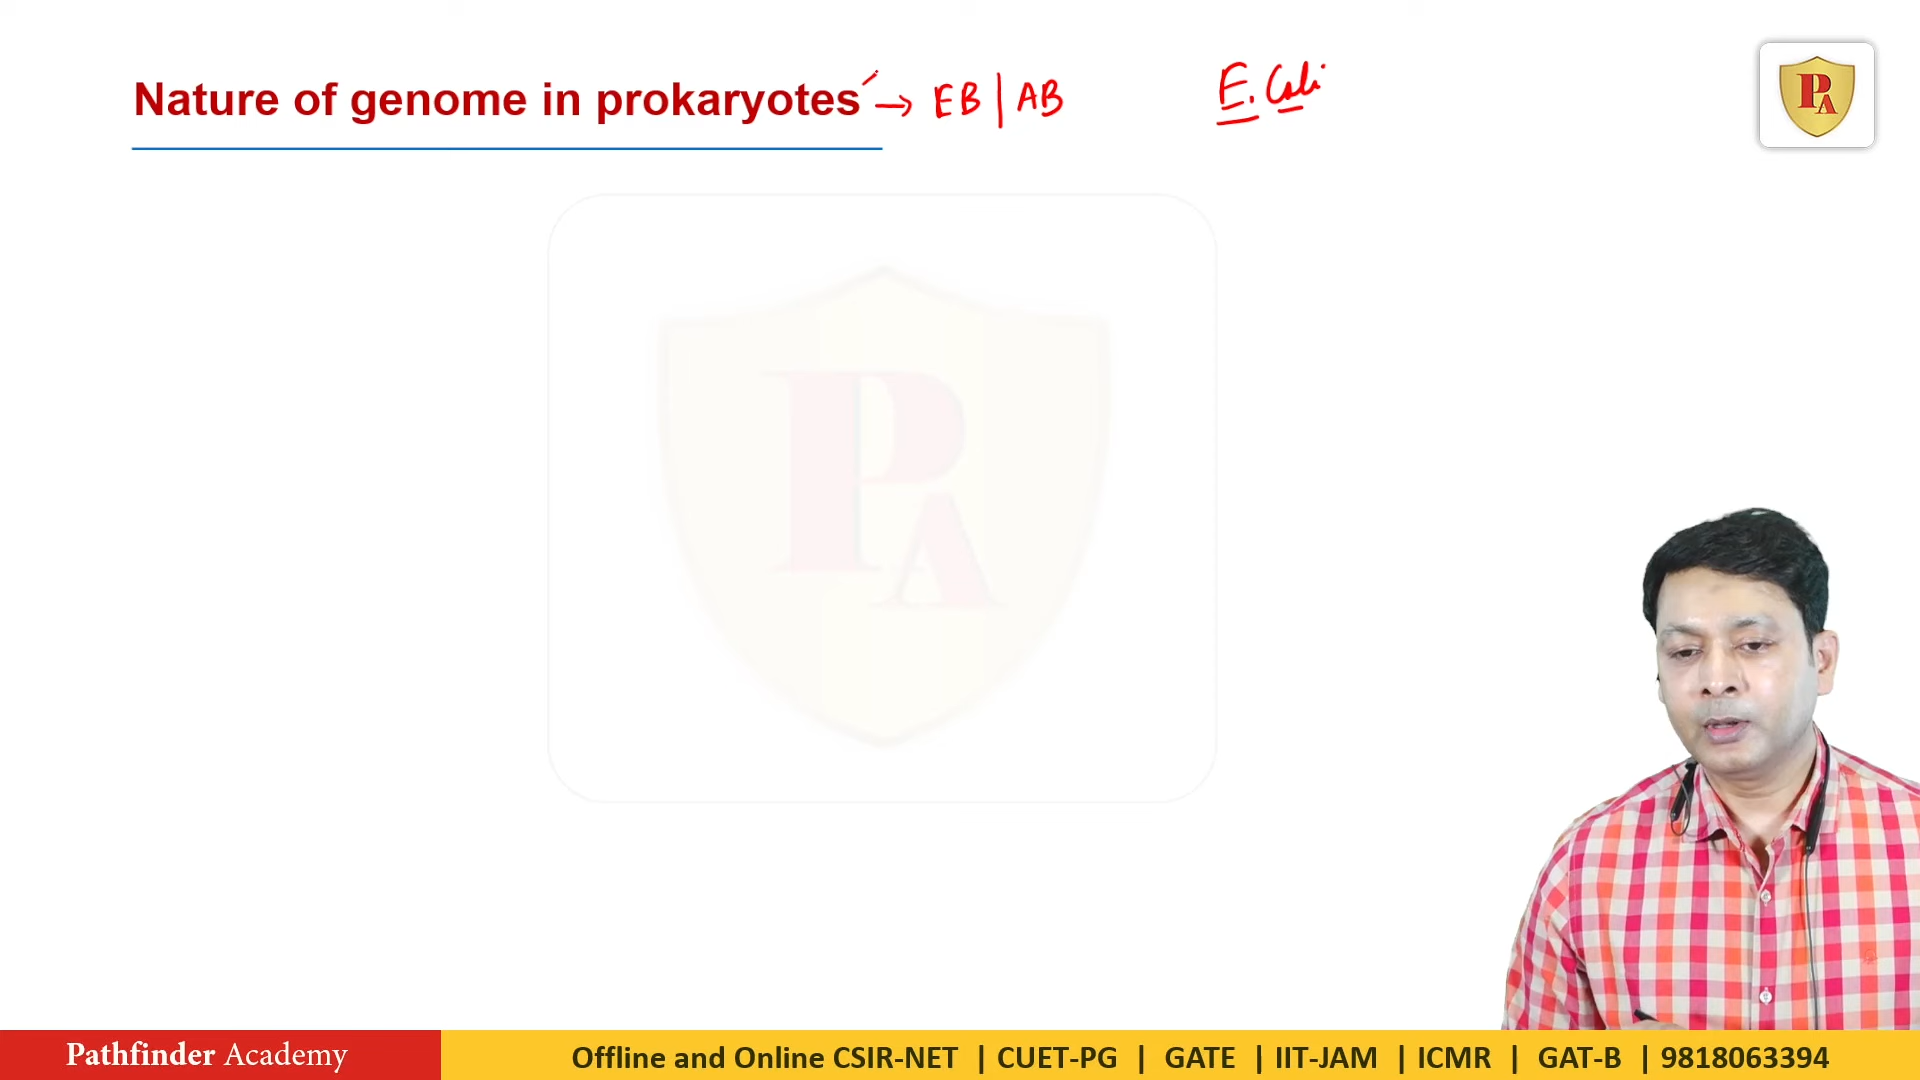 Nature of genome in prokaryotes → EB | AB E. Coli
PA
PA
Pathfinder Academy Offline and Online CSIR-NET | CUET-PG | GATE | IIT-JAM | ICMR | GAT-B | 9818063394